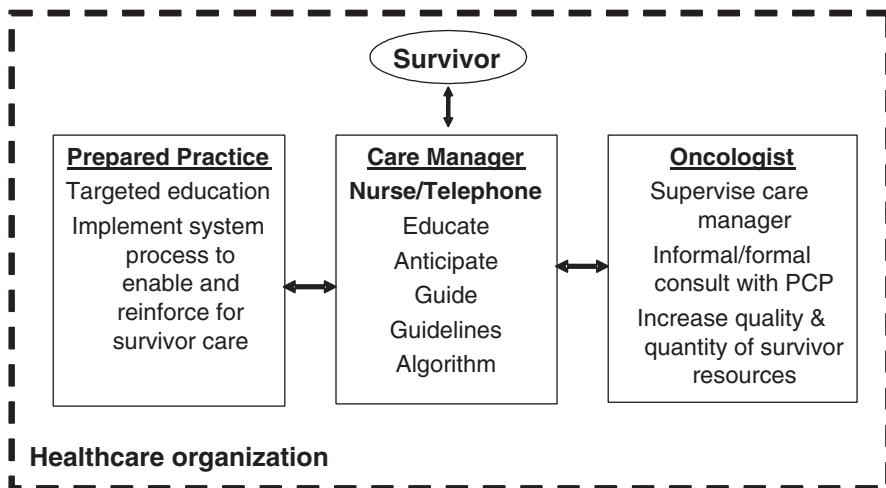 Survivor
Prepared Practice
Targeted education
Implement system
process to
enable and
reinforce for
survivor care
Care Manager
Nurse/Telephone
Educate
Anticipate
Guide
Guidelines
Algorithm
Oncologist
Supervise care
manager
Informal/formal
consult with PCP
Increase quality &
quantity of survivor
resources
Healthcare organization